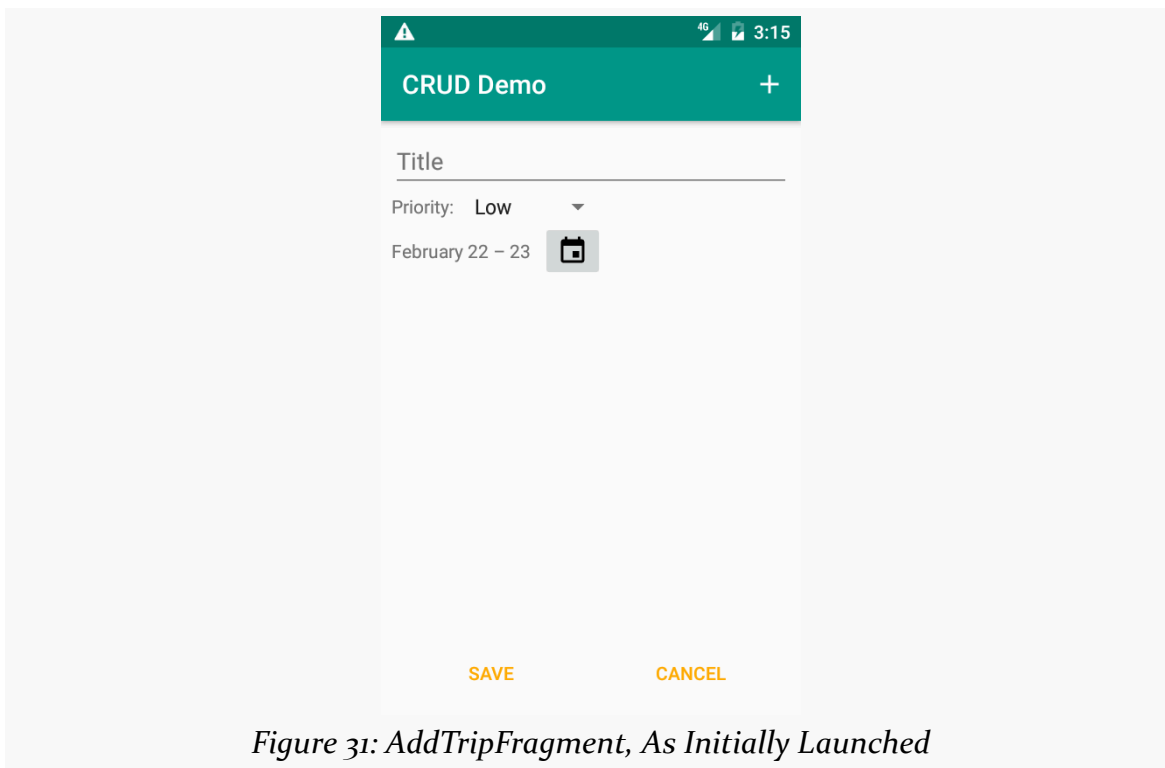 4G 3:15
CRUD Demo +
Title
Priority: Low
February 22 – 23
SAVE CANCEL
Figure 31: AddTripFragment, As Initially Launched